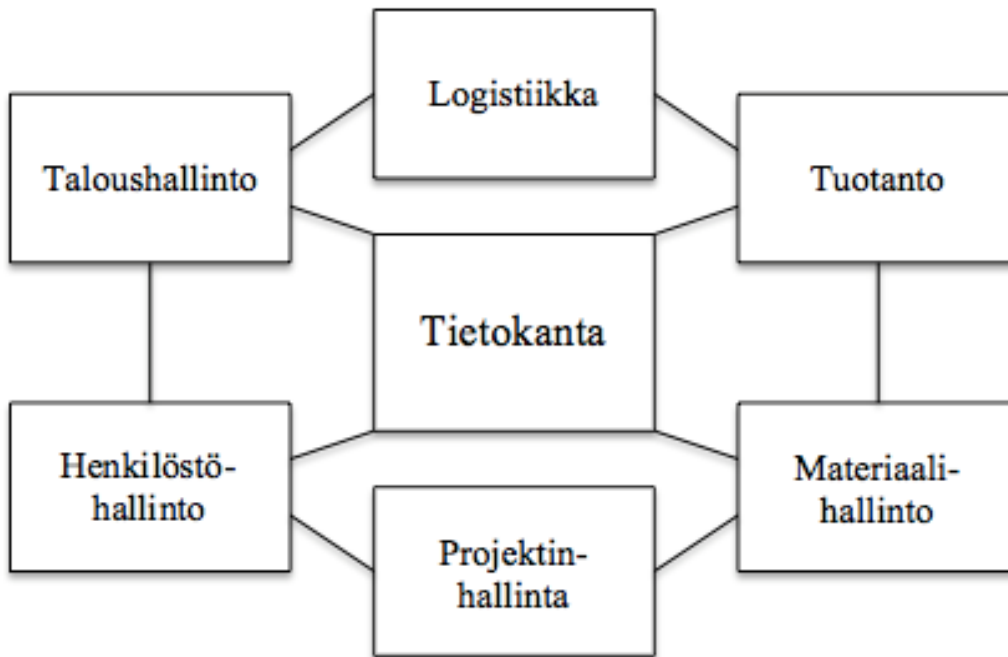 Logistiikka
Taloushallinto
Tuotanto
Tietokanta
Henkilöstö-
hallinto
Materiaali-
hallinto
Projektin-
hallinta